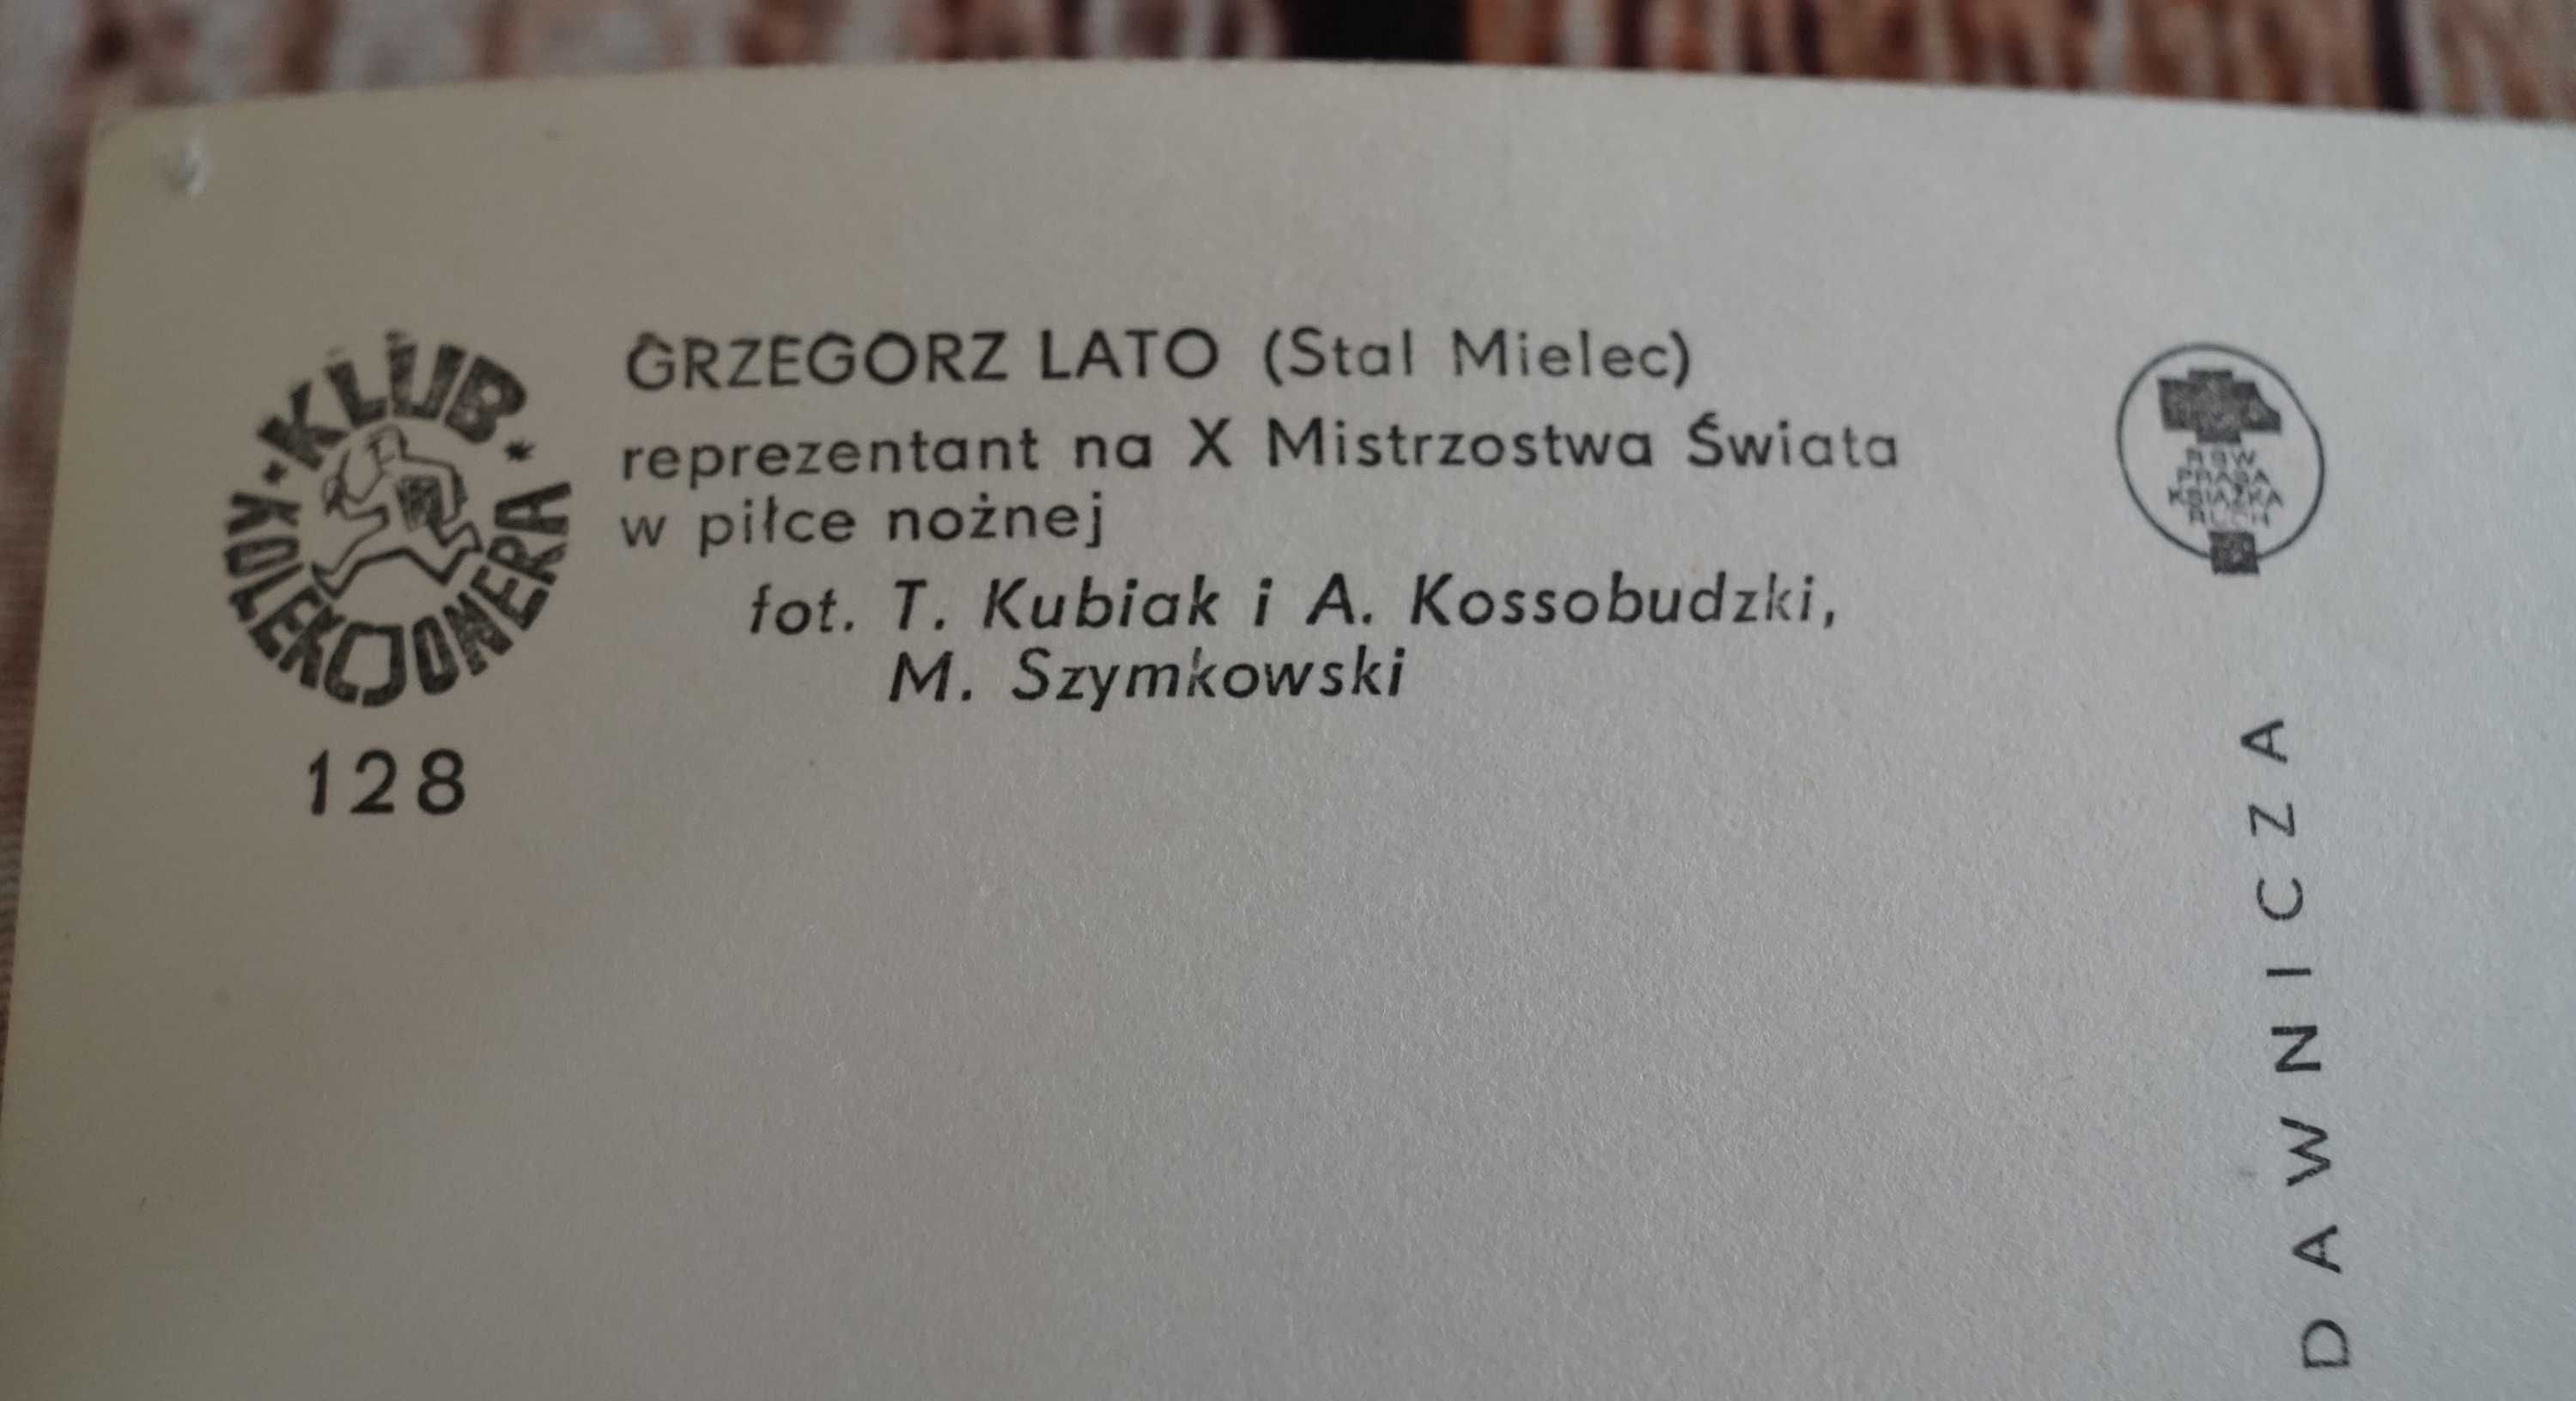 KLUB KOLEKCJONERA
128
GRZEGORZ LATO (Stal Mielec)
reprezentant na X Mistrzostwa Świata
w piłce nożnej
fot. T. Kubiak i A. Kossobudzki,
M. Szymkowski
RSW
PRASA
KSIĄŻKA
RUCH
DAWNICZA